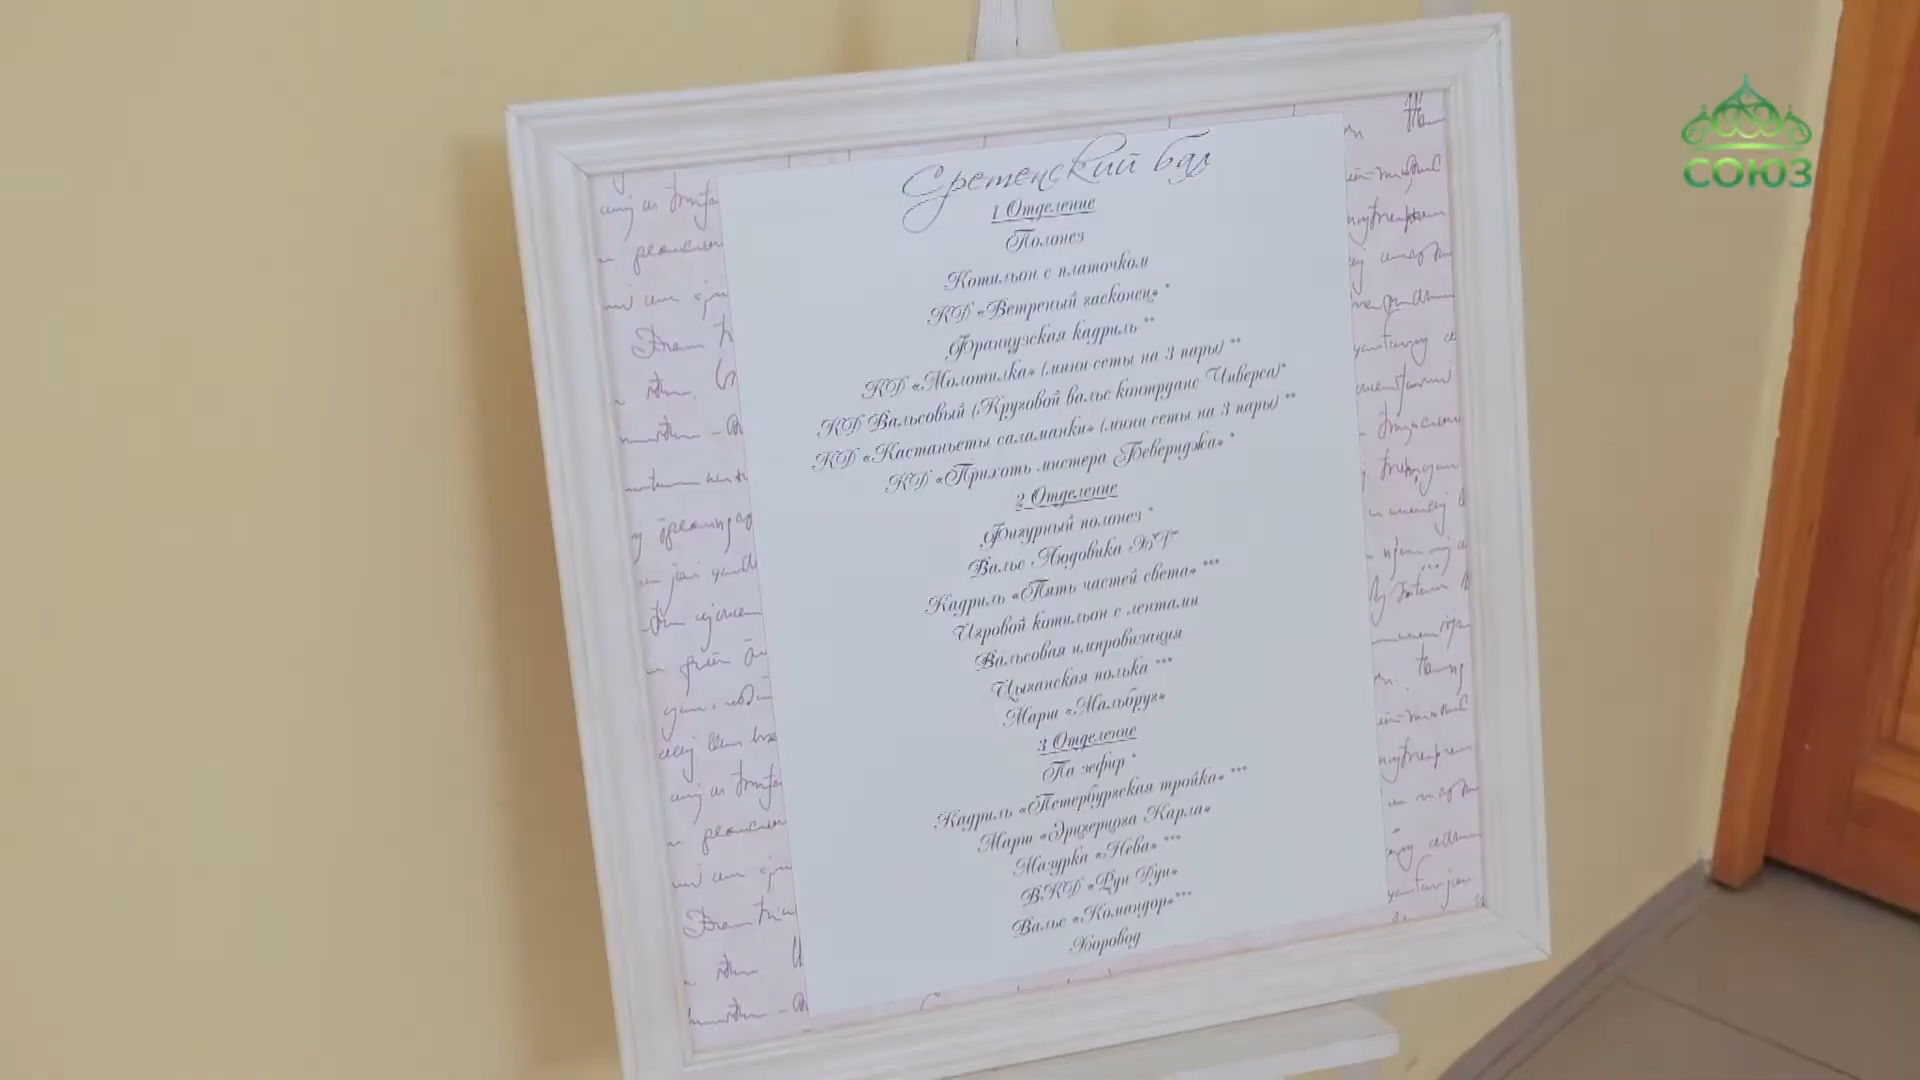 СОЮЗ
Сретенский бал
1 Отделение
Полонез
Котильон с платочком
КД «Ветреный гасконец» *
Французская кадриль **
КД «Молотилка» (мини-сеты на 3 пары) **
КД Вальсовый (Круговой вальс контрданс Чиверса)*
КД «Кастаньеты саламанки» (мини сеты на 3 пары) **
КД «Прихоть мистера Бевериджа» *
2 Отделение
Фигурный полонез *
Вальс Людовика XV
Кадриль «Пять частей света» ***
Игровой котильон с лентами
Вальсовая импровизация
Цыганская полька ***
Марш «Мальбруг»
3 Отделение
Па зефир *
Кадриль «Петербургская тройка» ***
Марш «Эрцгерцога Карла»
Мазурка «Нева» ***
ВКД «Рун Дун»
Вальс «Командор»***
Хоровод